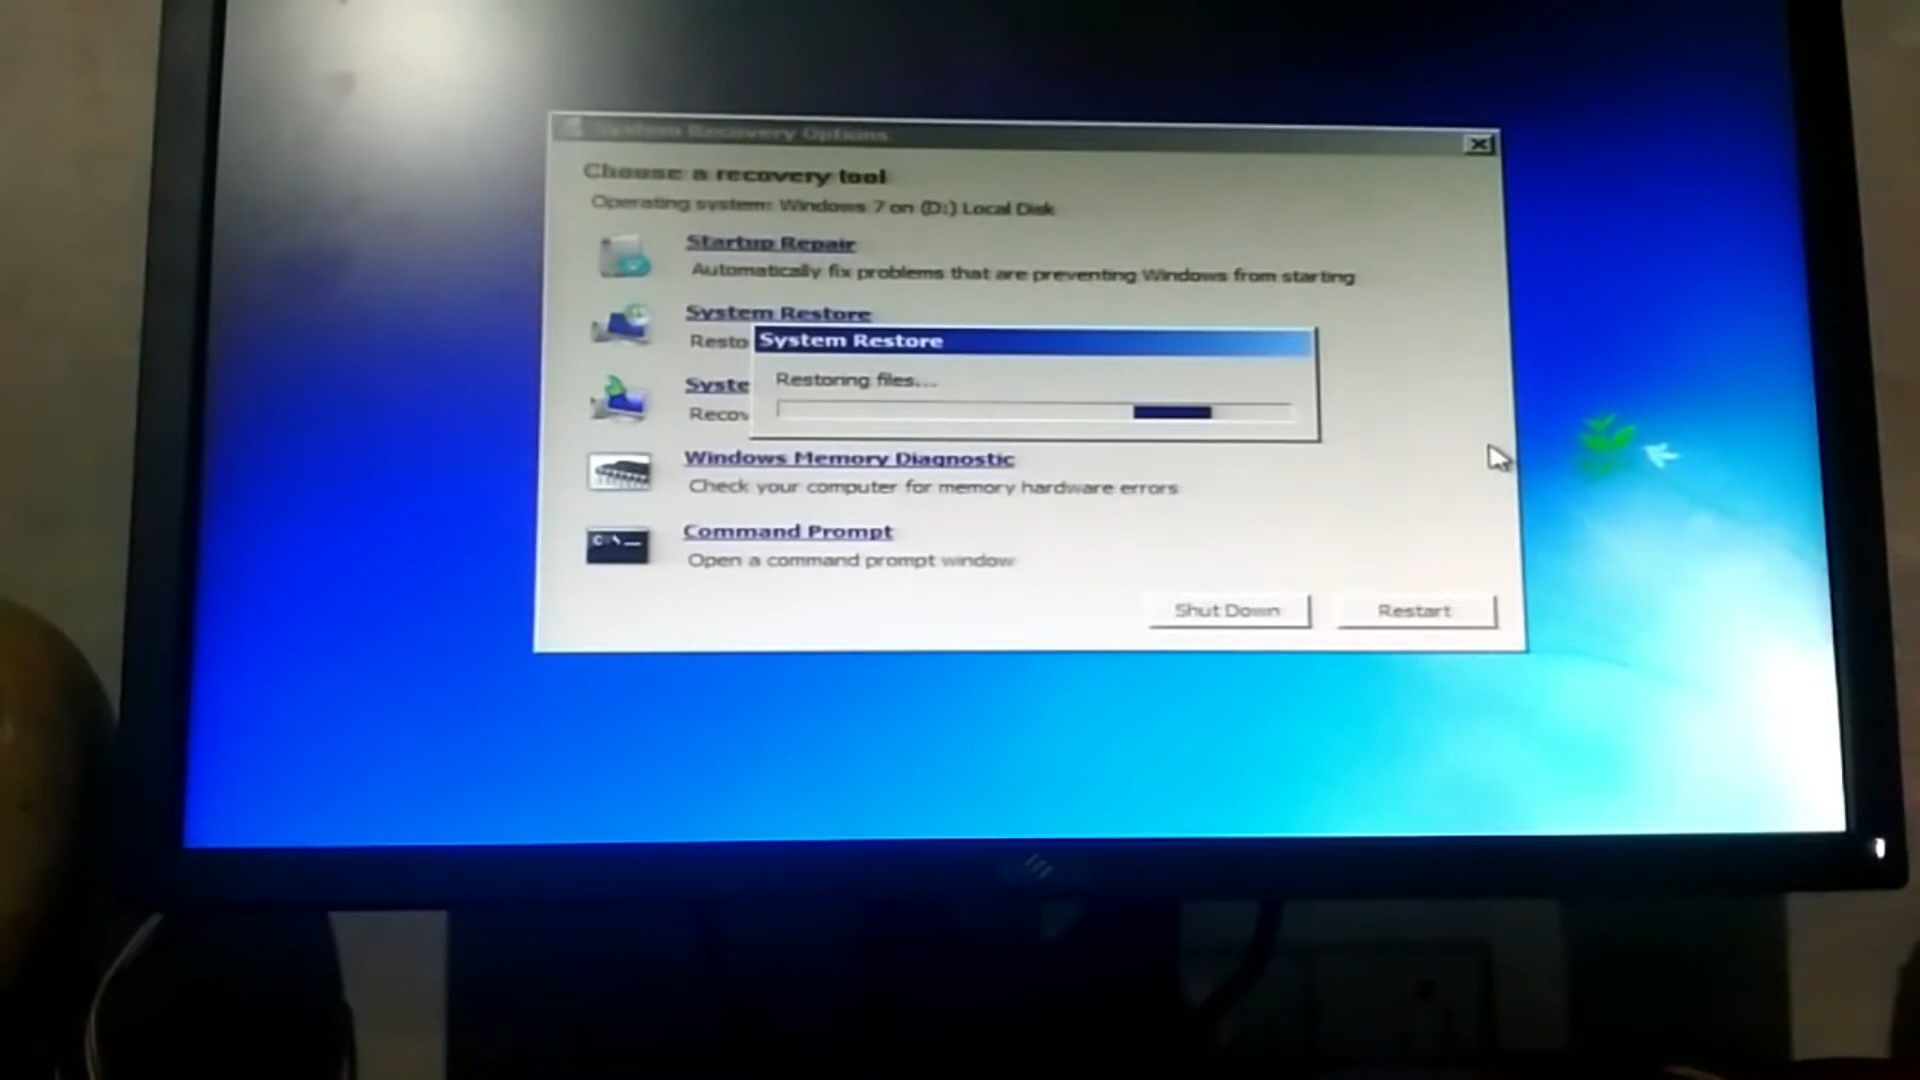 System Recovery Options
Choose a recovery tool
Operating system: Windows 7 on (D:) Local Disk
Startup Repair
Automatically fix problems that are preventing Windows from starting
System Restore
Resto
System Restore
Restoring files...
Syste
Recov
Windows Memory Diagnostic
Check your computer for memory hardware errors
C:\_
Command Prompt
Open a command prompt window
Shut Down
Restart